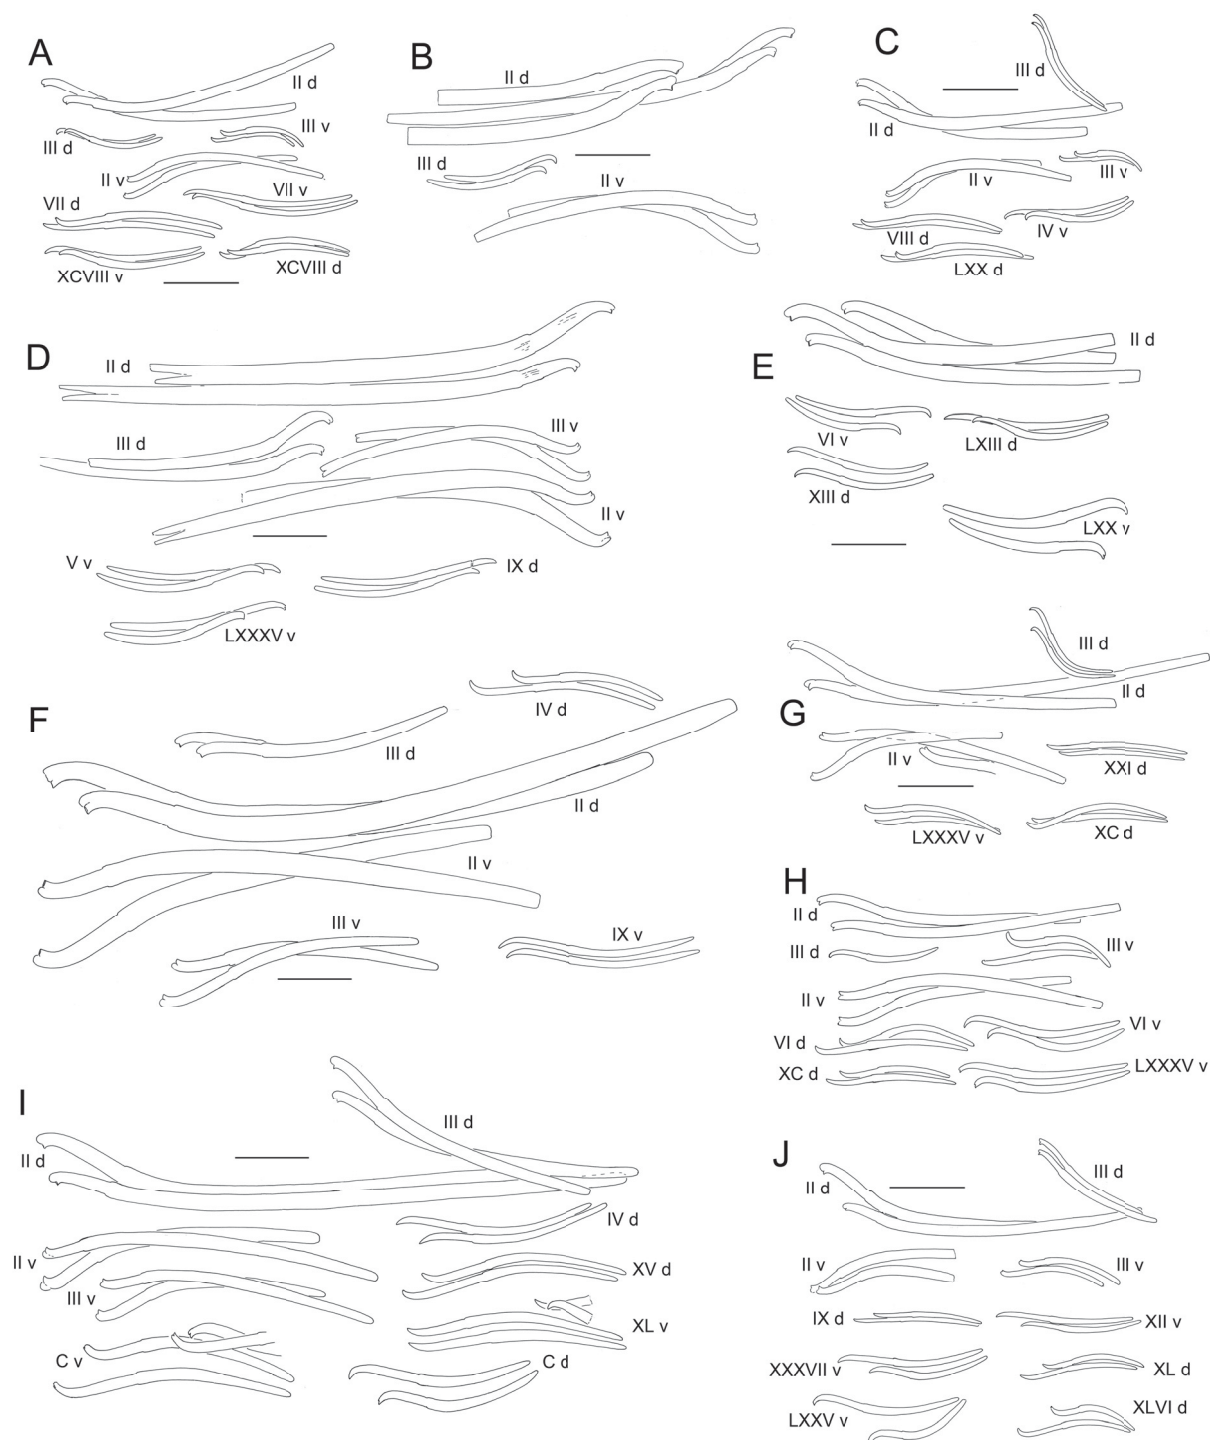 A
II d
III d
III v
II v
VII v
VII d
XCVIII v
XCVIII d
B
II d
III d
II v
C
III d
II d
II v
III v
VIII d
IV v
LXX d
D
II d
III d
III v
II v
V v
IX d
LXXXV v
E
II d
VI v
LXIII d
XIII d
LXX v
F
IV d
III d
II d
II v
III v
IX v
G
III d
II d
II v
XXI d
LXXXV v
XC d
H
II d
III d
III v
II v
VI v
VI d
XC d
LXXXV v
I
III d
II d
IV d
II v
III v
XV d
XL v
C v
C d
J
II d
III d
II v
III v
IX d
XII v
XXXVII v
XL d
LXXV v
XLVI d